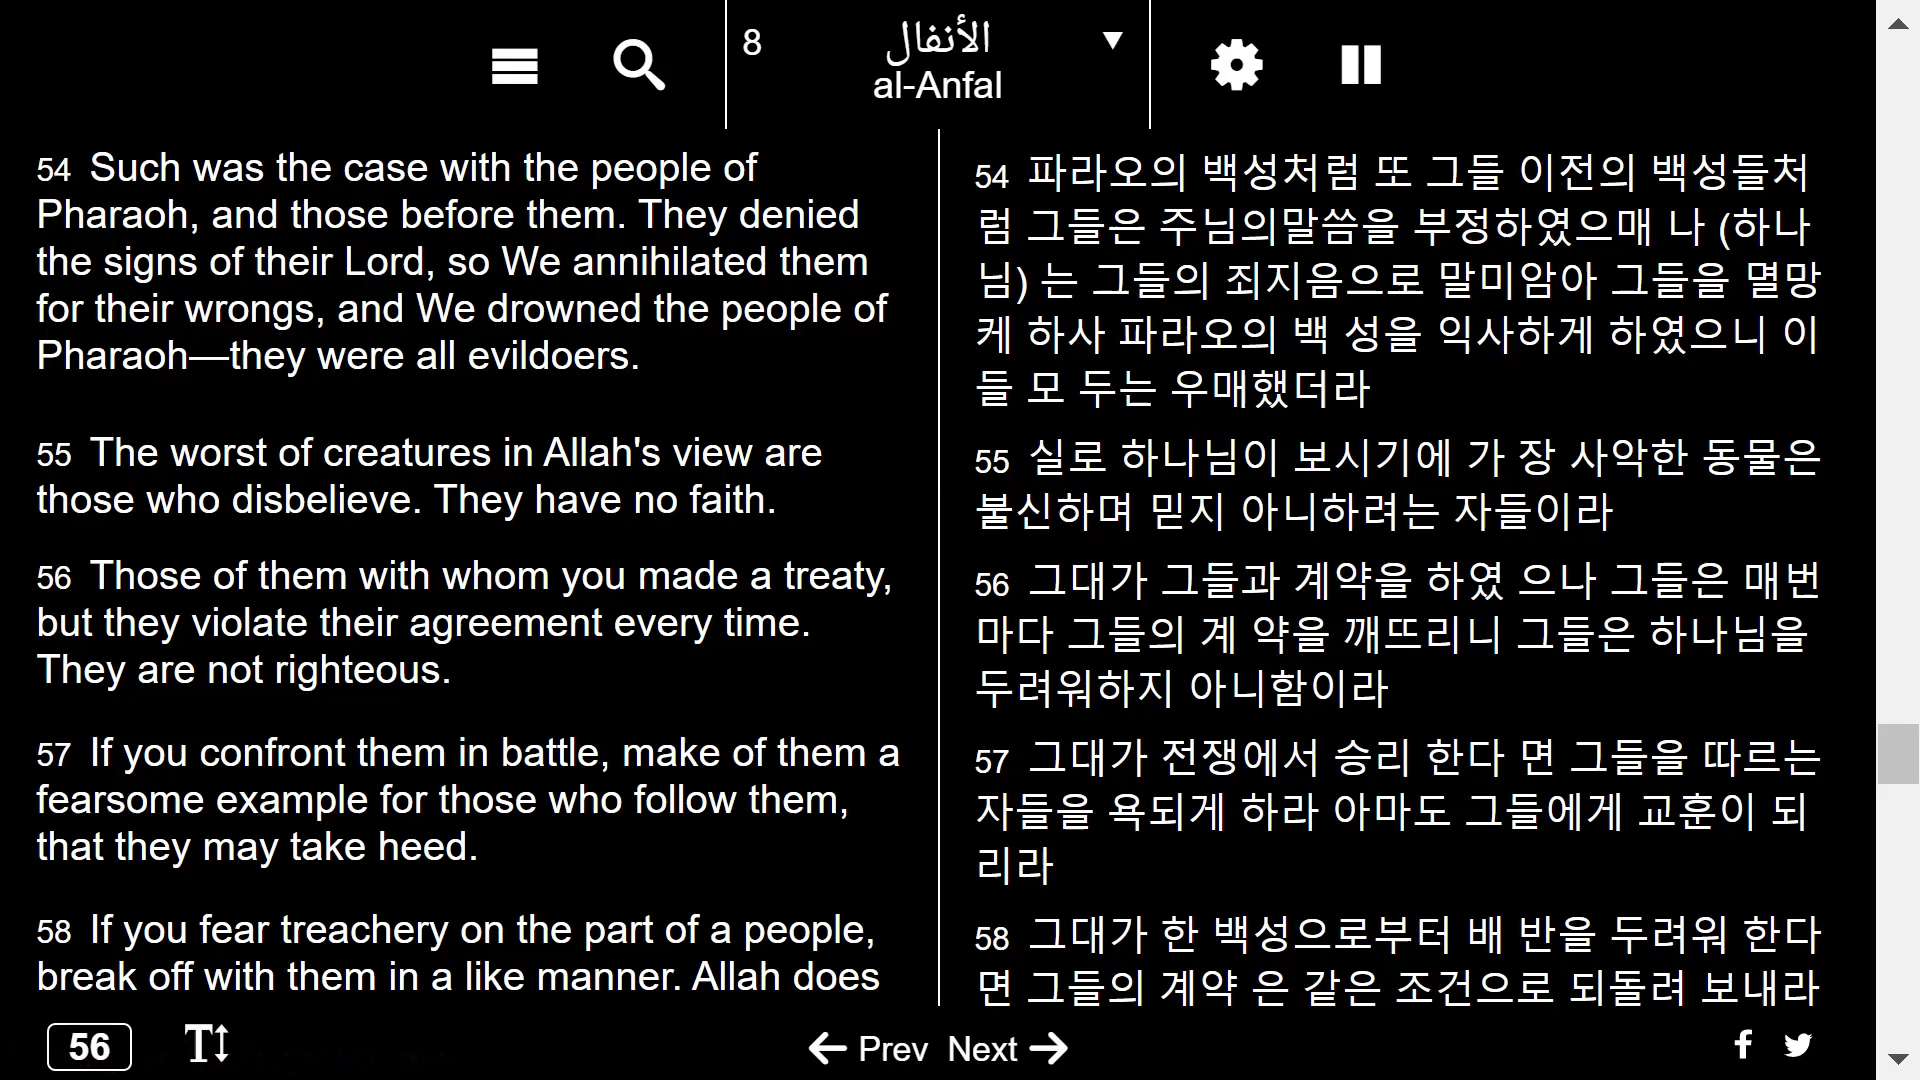 8
الأنفال
al-Anfal
54 Such was the case with the people of
Pharaoh, and those before them. They denied
the signs of their Lord, so We annihilated them
for their wrongs, and We drowned the people of
Pharaoh—they were all evildoers.
55 The worst of creatures in Allah's view are
those who disbelieve. They have no faith.
56 Those of them with whom you made a treaty,
but they violate their agreement every time.
They are not righteous.
57 If you confront them in battle, make of them a
fearsome example for those who follow them,
that they may take heed.
58 If you fear treachery on the part of a people,
break off with them in a like manner. Allah does
54 파라오의 백성처럼 또 그들 이전의 백성들처
럼 그들은 주님의말씀을 부정하였으매 나 (하나
님) 는 그들의 죄지음으로 말미암아 그들을 멸망
케 하사 파라오의 백 성을 익사하게 하였으니 이
들 모 두는 우매했더라
55 실로 하나님이 보시기에 가 장 사악한 동물은
불신하며 믿지 아니하려는 자들이라
56 그대가 그들과 계약을 하였 으나 그들은 매번
마다 그들의 계 약을 깨뜨리니 그들은 하나님을
두려워하지 아니함이라
57 그대가 전쟁에서 승리 한다 면 그들을 따르는
자들을 욕되게 하라 아마도 그들에게 교훈이 되
리라
58 그대가 한 백성으로부터 배 반을 두려워 한다
면 그들의 계약 은 같은 조건으로 되돌려 보내라
56
T
← Prev Next →